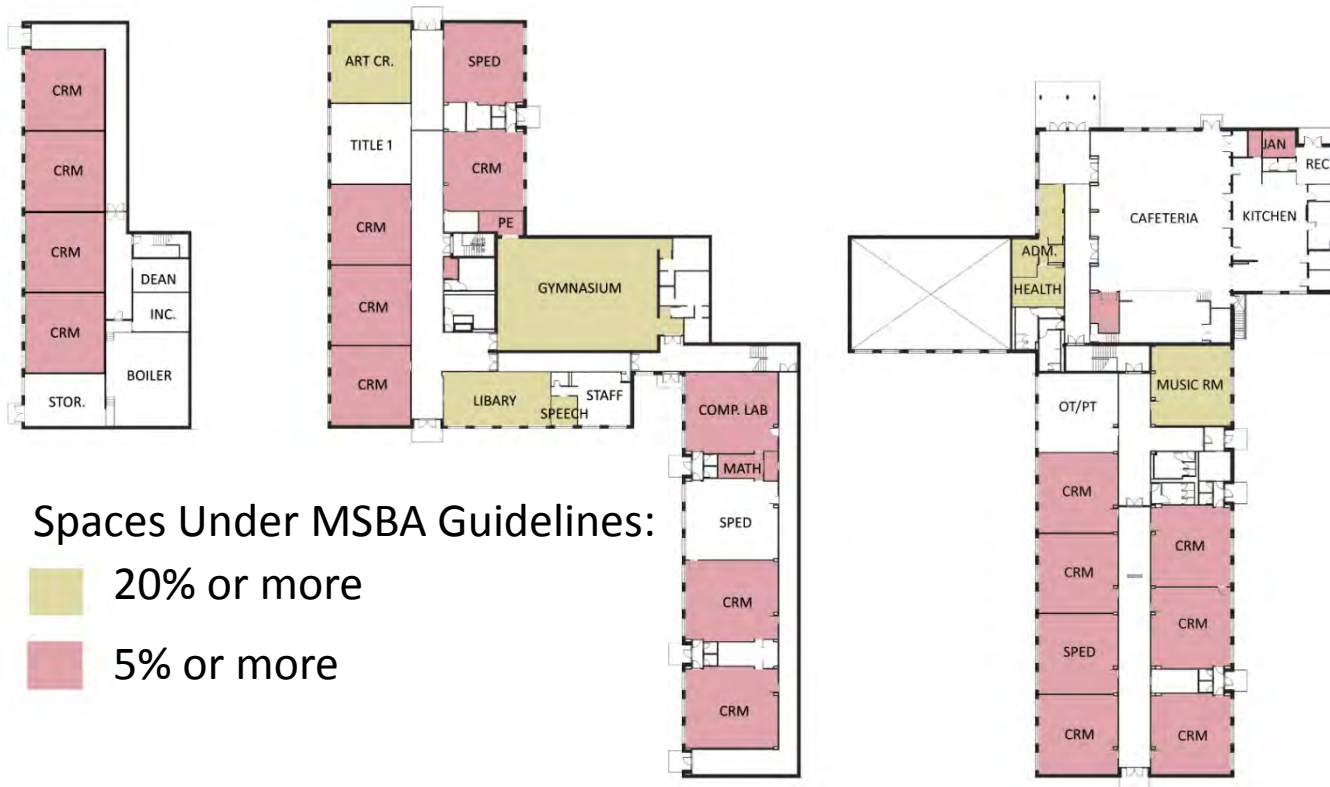 CRM
CRM
CRM
CRM
STOR.
DEAN
INC.
BOILER
ART CR.
TITLE 1
CRM
CRM
CRM
SPED
CRM
PE
GYMNASIUM
LIBARY
SPEECH
STAFF
COMP. LAB
MATH
SPED
CRM
CRM
ADM.
HEALTH
CAFETERIA
JAN
REC
KITCHEN
OT/PT
MUSIC RM
CRM
CRM
SPED
CRM
CRM
CRM
CRM
Spaces Under MSBA Guidelines:
20% or more
5% or more